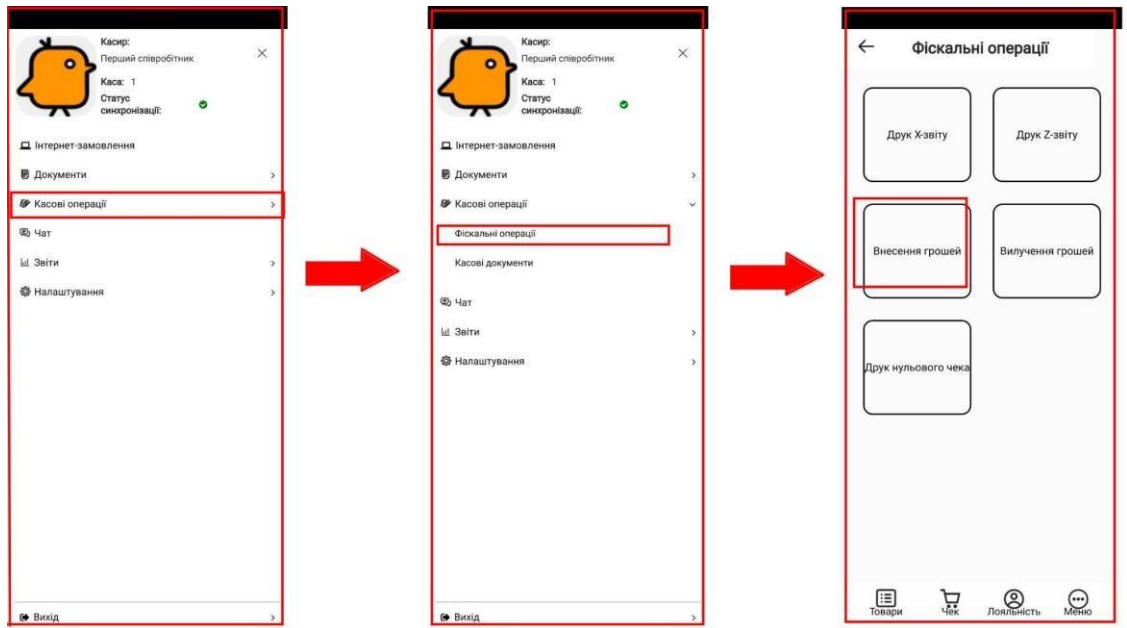 Касир:
Перший співробітник
Каса: 1
Статус
синхронізації:
Інтернет-замовлення
Документи
Касові операції
Чат
Звіти
Налаштування
Вихід
Касир:
Перший співробітник
Каса: 1
Статус
синхронізації:
Інтернет-замовлення
Документи
Касові операції
Фіскальні операції
Касові документи
Чат
Звіти
Налаштування
Вихід
Фіскальні операції
Друк X-звіту
Друк Z-звіту
Внесення грошей
Вилучення грошей
Друк нульового чека
Товари
Чек
Лояльність
Меню